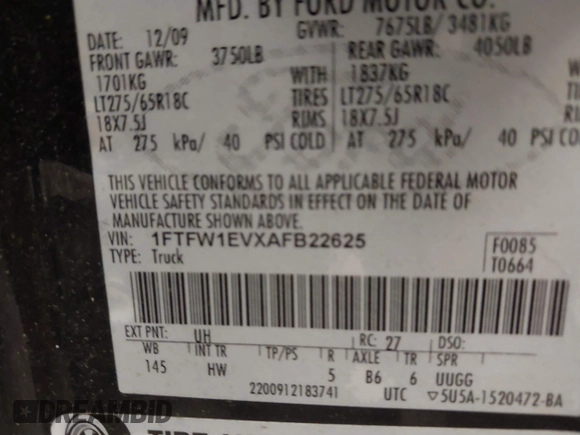 MFD. BY FORD MOTOR CO.
DATE: 12/09 GVWR: 7675LB/ 3481KG
FRONT GAWR: 3750LB REAR GAWR: 4050LB
1701KG WITH 1837KG WITH
LT275/65R18C TIRES LT275/65R18C
18X7.5J RIMS 18X7.5J
AT 275 kPa/ 40 PSI COLD AT 275 kPa/ 40 PSI CO
THIS VEHICLE CONFORMS TO ALL APPLICABLE FEDERAL MOTOR
VEHICLE SAFETY STANDARDS IN EFFECT ON THE DATE OF
MANUFACTURE SHOWN ABOVE.
VIN: 1FTFW1EVXAFB22625 F0085
TYPE: Truck T0664
EXT PNT: UH RC: 27 DSO:
WB INT TR TP/PS R AXLE TR SPR
145 HW 5 B6 6 UUGG
2200912183741 UTC ▽5U5A-1520472-BA
DREAMBID